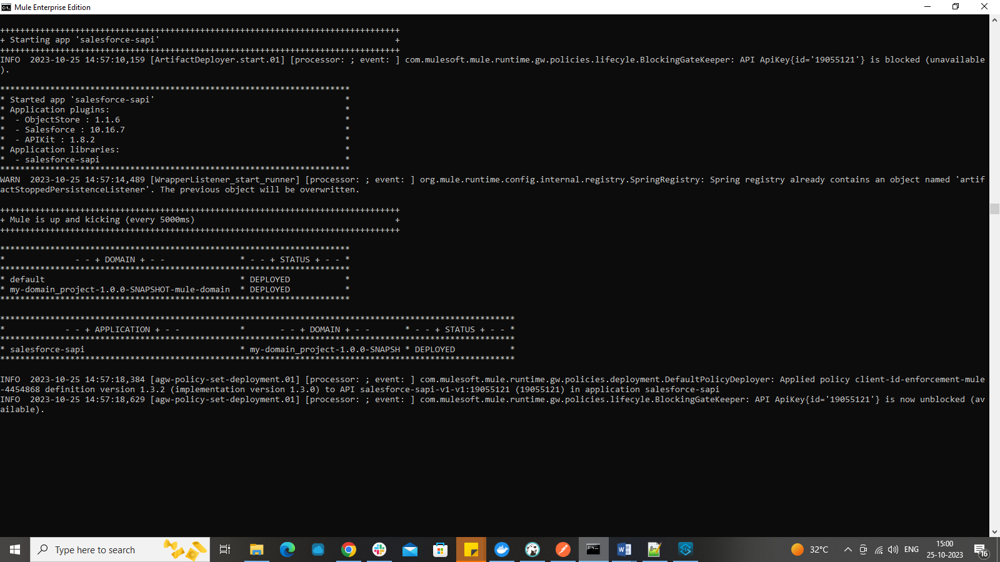 Mule Enterprise Edition
++++++++++++++++++++++++++++++++++++++++++++++++++++++++++++++++++++++++++++++++
+ Starting app 'salesforce-sapi'                                               +
++++++++++++++++++++++++++++++++++++++++++++++++++++++++++++++++++++++++++++++++
INFO  2023-10-25 14:57:10,159 [ArtifactDeployer.start.01] [processor: ; event: ] com.mulesoft.mule.runtime.gw.policies.lifecyle.BlockingGateKeeper: API ApiKey{id='19055121'} is blocked (unavailable
).
**********************************************************************
* Started app 'salesforce-sapi'                                      *
* Application plugins:                                               *
*  - ObjectStore : 1.1.6                                             *
*  - Salesforce : 10.16.7                                            *
*  - APIKit : 1.8.2                                                  *
* Application libraries:                                             *
*  - salesforce-sapi                                                 *
**********************************************************************
WARN  2023-10-25 14:57:14,489 [WrapperListener_start_runner] [processor: ; event: ] org.mule.runtime.config.internal.registry.SpringRegistry: Spring registry already contains an object named 'artif
actStoppedPersistenceListener'. The previous object will be overwritten.
++++++++++++++++++++++++++++++++++++++++++++++++++++++++++++++++++++++++++++++++
+ Mule is up and kicking (every 5000ms)                                        +
++++++++++++++++++++++++++++++++++++++++++++++++++++++++++++++++++++++++++++++++
**********************************************************************
*              - - + DOMAIN + - -               * - - + STATUS + - - *
**********************************************************************
* default                                       * DEPLOYED           *
* my-domain_project-1.0.0-SNAPSHOT-mule-domain  * DEPLOYED           *
**********************************************************************
*******************************************************************************************************
*            - - + APPLICATION + - -            *       - - + DOMAIN + - -       * - - + STATUS + - - *
*******************************************************************************************************
* salesforce-sapi                               * my-domain_project-1.0.0-SNAPSH * DEPLOYED           *
*******************************************************************************************************
INFO  2023-10-25 14:57:18,384 [agw-policy-set-deployment.01] [processor: ; event: ] com.mulesoft.mule.runtime.gw.policies.deployment.DefaultPolicyDeployer: Applied policy client-id-enforcement-mule
-4454868 definition version 1.3.2 (implementation version 1.3.0) to API salesforce-sapi-v1-v1:19055121 (19055121) in application salesforce-sapi
INFO  2023-10-25 14:57:18,629 [agw-policy-set-deployment.01] [processor: ; event: ] com.mulesoft.mule.runtime.gw.policies.lifecyle.BlockingGateKeeper: API ApiKey{id='19055121'} is now unblocked (av
ailable).
Type here to search
32°C
ENG
15:00
25-10-2023
16